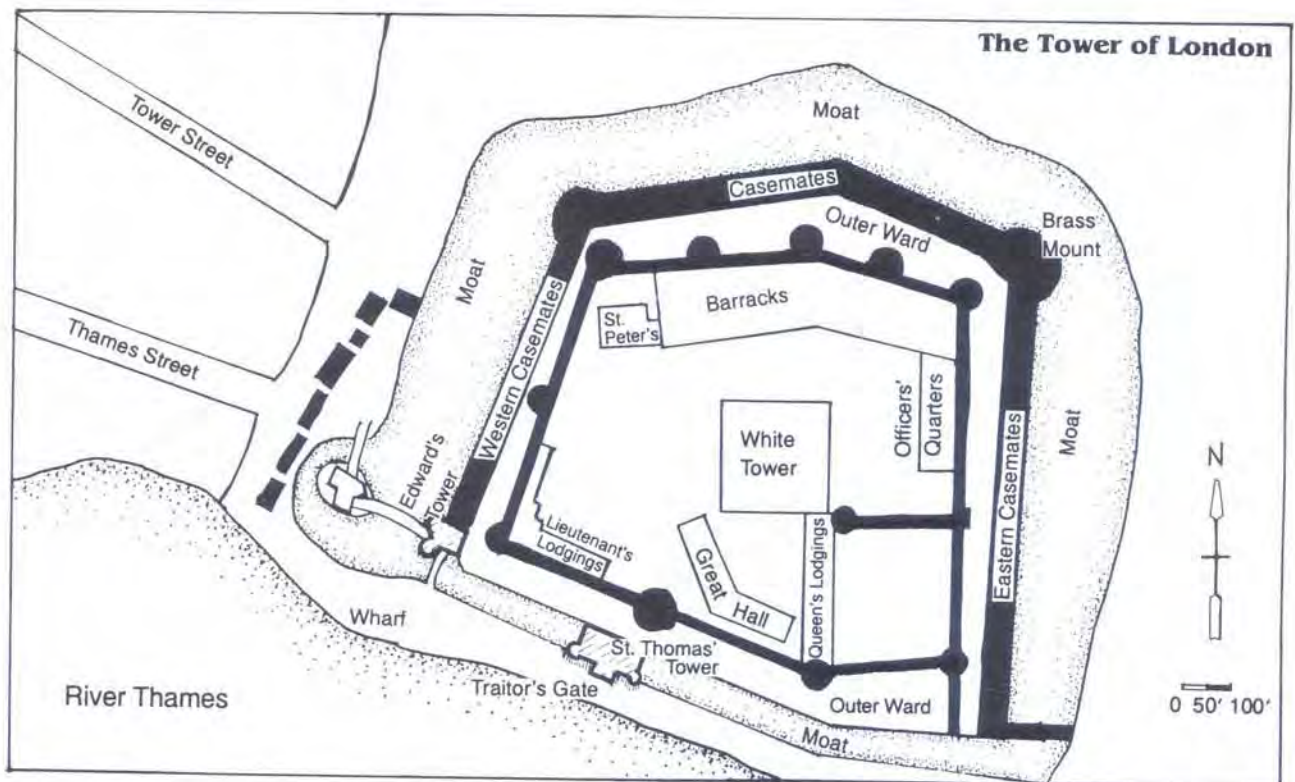 The Tower of London
Tower Street
Thames Street
Moat
Casemates
Outer Ward
Brass
Mount
Moat
Western Casemates
St.
Peter's
Barracks
Officers'
Quarters
White
Tower
Eastern Casemates
Moat
N
Edward's
Tower
Lieutenant's
Lodgings
Great
Hall
Queen's Lodgings
Wharf
St. Thomas'
Tower
Traitor's Gate
River Thames
Outer Ward
Moat
0 50' 100'